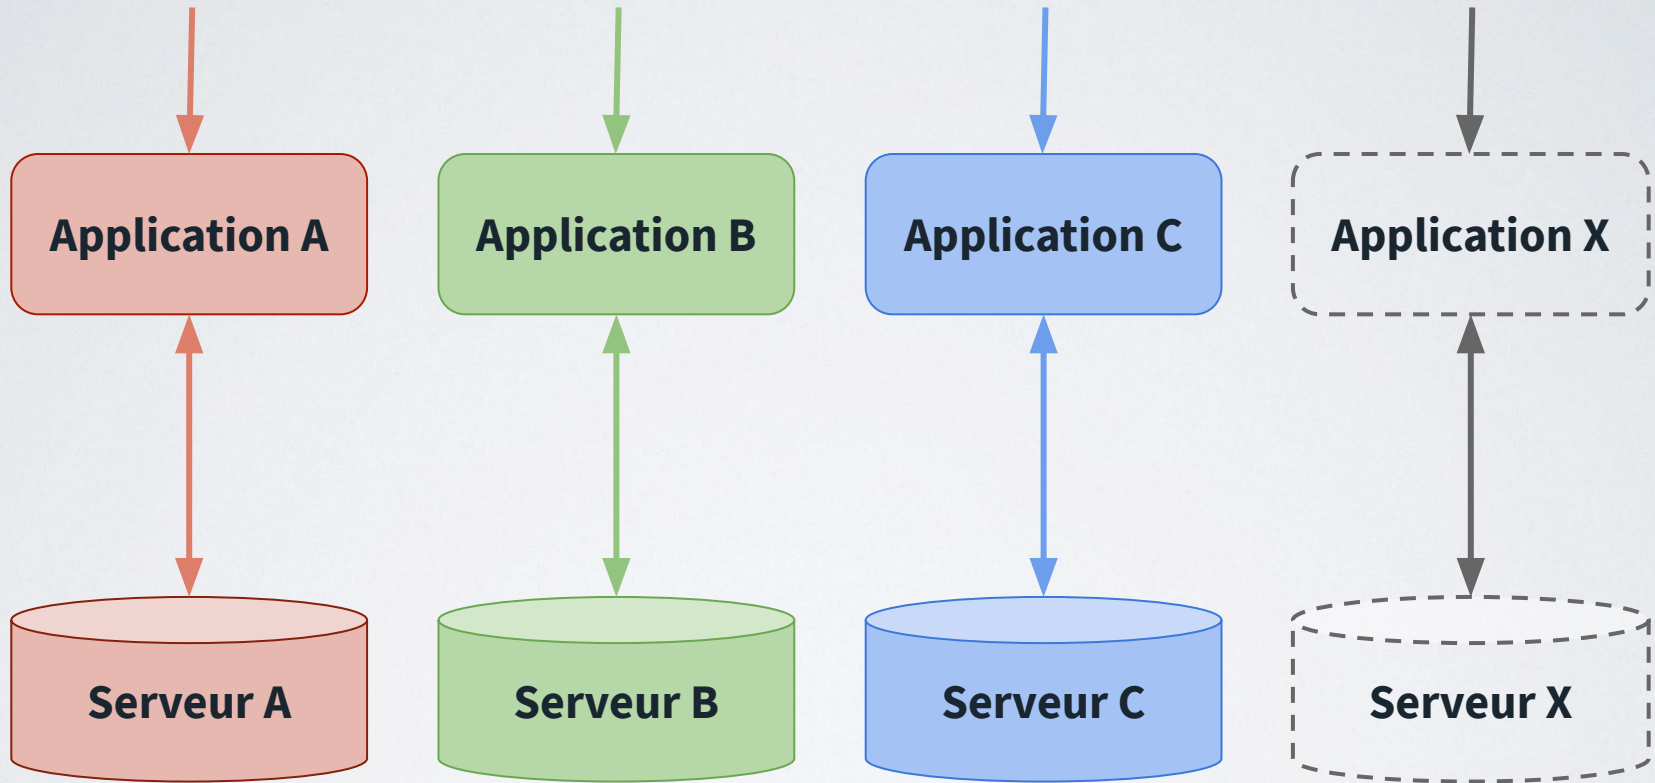 Application A
Application B
Application C
Application X
Serveur A
Serveur B
Serveur C
Serveur X